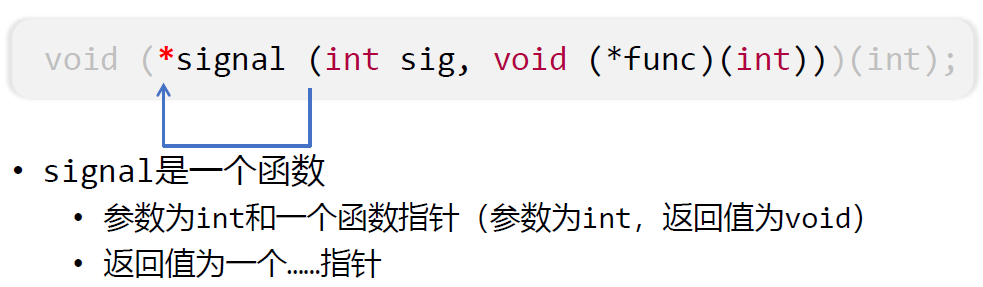 void (*signal (int sig, void (*func)(int)))(int);
• signal是一个函数
• 参数为int和一个函数指针（参数为int，返回值为void）
• 返回值为一个……指针